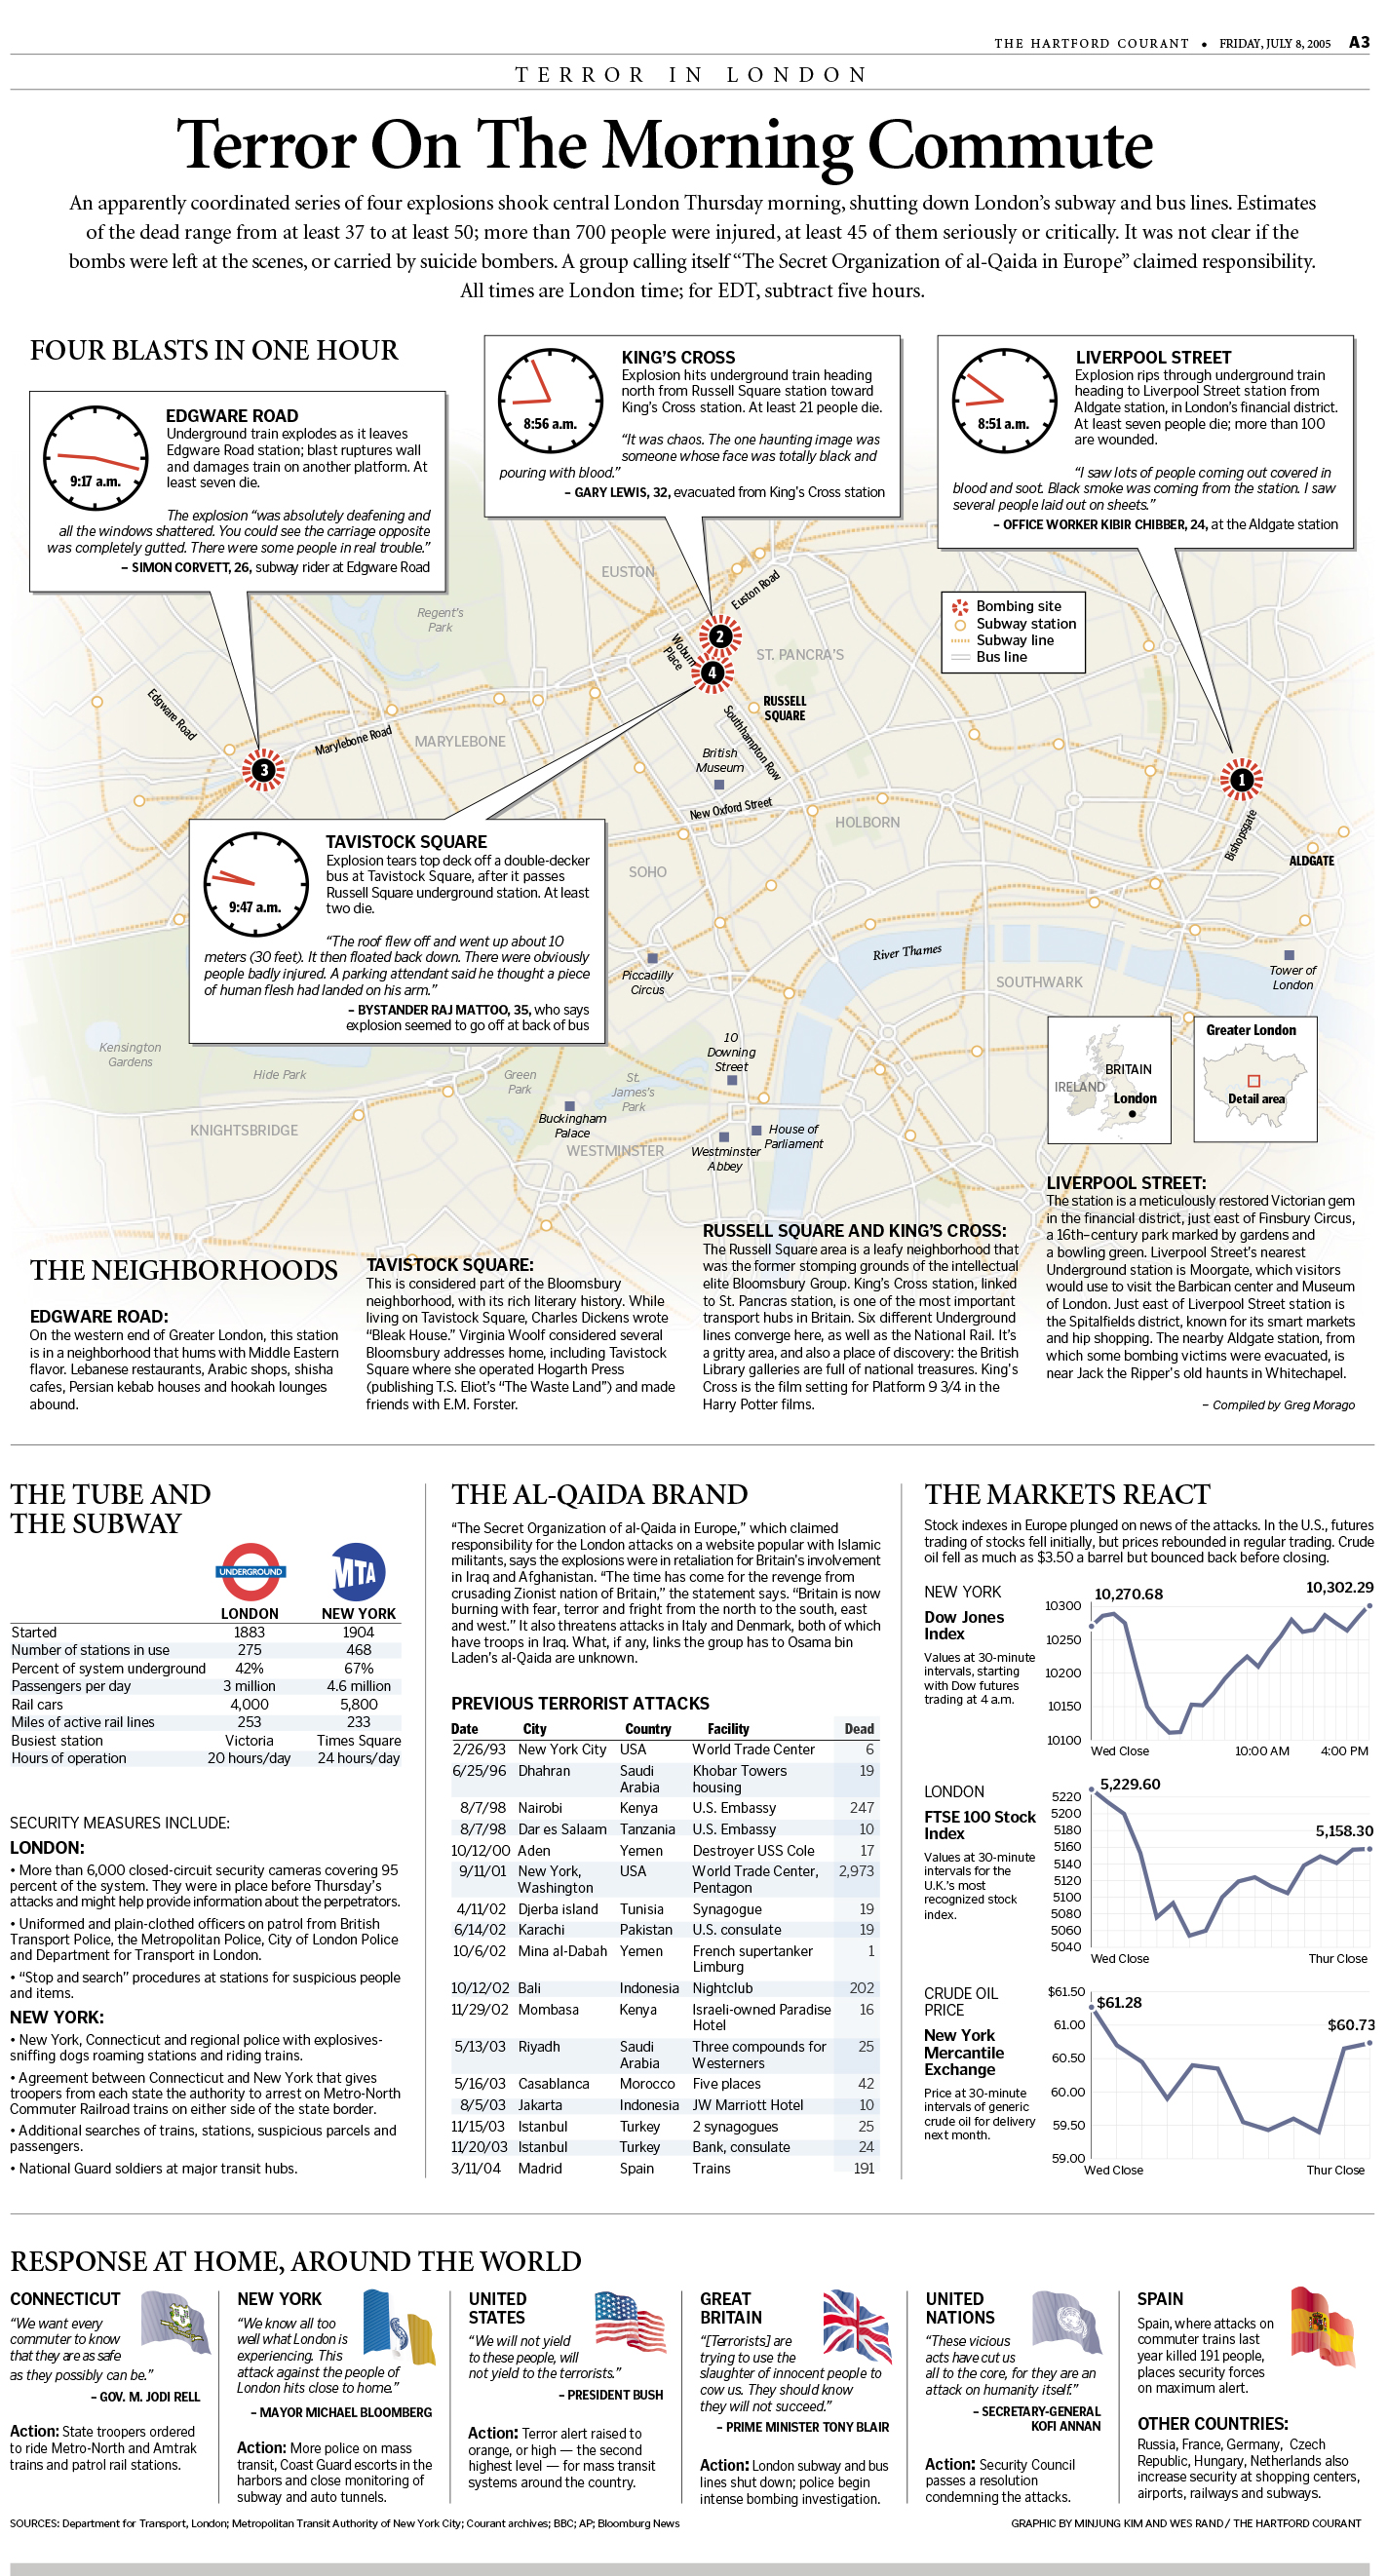 THE HARTFORD COURANT • FRIDAY, JULY 8, 2005 A3
TERROR IN LONDON
Terror On The Morning Commute
An apparently coordinated series of four explosions shook central London Thursday morning, shutting down London's subway and bus lines. Estimates
of the dead range from at least 37 to at least 50; more than 700 people were injured, at least 45 of them seriously or critically. It was not clear if the
bombs were left at the scenes, or carried by suicide bombers. A group calling itself “The Secret Organization of al-Qaida in Europe” claimed responsibility.
All times are London time; for EDT, subtract five hours.
FOUR BLASTS IN ONE HOUR
EDGWARE ROAD
Underground train explodes as it leaves
Edgware Road station; blast ruptures wall
and damages train on another platform. At
least seven die.
9:17 a.m.
The explosion “was absolutely deafening and
all the windows shattered. You could see the carriage opposite
was completely gutted. There were some people in real trouble.”
– SIMON CORVETT, 26, subway rider at Edgware Road
KING'S CROSS
Explosion hits underground train heading
north from Russell Square station toward
King's Cross station. At least 21 people die.
8:56 a.m.
“It was chaos. The one haunting image was
someone whose face was totally black and
pouring with blood.”
– GARY LEWIS, 32, evacuated from King's Cross station
LIVERPOOL STREET
Explosion rips through underground train
heading to Liverpool Street station from
Aldgate station, in London's financial district.
At least seven people die; more than 100
are wounded.
8:51 a.m.
“I saw lots of people coming out covered in
blood and soot. Black smoke was coming from the station. I saw
several people laid out on sheets.”
– OFFICE WORKER KIBIR CHIBBER, 24, at the Aldgate station
EUSTON
Euston Road
Regent's
Park
Bombing site
Subway station
Subway line
Bus line
2
Woburn
Place
4
ST. PANCRA'S
RUSSELL
SQUARE
Edgware Road
Marylebone Road
MARYLEBONE
3
Southhampton Row
British
Museum
1
New Oxford Street
HOLBORN
Bishopsgate
ALDGATE
SOHO
TAVISTOCK SQUARE
Explosion tears top deck off a double-decker
bus at Tavistock Square, after it passes
Russell Square underground station. At least
two die.
9:47 a.m.
“The roof flew off and went up about 10
meters (30 feet). It then floated back down. There were obviously
people badly injured. A parking attendant said he thought a piece
of human flesh had landed on his arm.”
– BYSTANDER RAJ MATTOO, 35, who says
explosion seemed to go off at back of bus
River Thames
Piccadilly
Circus
SOUTHWARK
Tower of
London
Kensington
Gardens
Hide Park
Green
Park
St.
James's
Park
10
Downing
Street
Buckingham
Palace
KNIGHTSBRIDGE
WESTMINSTER
Westminster
Abbey
House of
Parliament
BRITAIN
IRELAND
London
Greater London
Detail area
THE NEIGHBORHOODS
EDGWARE ROAD:
On the western end of Greater London, this station
is in a neighborhood that hums with Middle Eastern
flavor. Lebanese restaurants, Arabic shops, shisha
cafes, Persian kebab houses and hookah lounges
abound.
TAVISTOCK SQUARE:
This is considered part of the Bloomsbury
neighborhood, with its rich literary history. While
living on Tavistock Square, Charles Dickens wrote
“Bleak House.” Virginia Woolf considered several
Bloomsbury addresses home, including Tavistock
Square where she operated Hogarth Press
(publishing T.S. Eliot's “The Waste Land”) and made
friends with E.M. Forster.
RUSSELL SQUARE AND KING'S CROSS:
The Russell Square area is a leafy neighborhood that
was the former stomping grounds of the intellectual
elite Bloomsbury Group. King's Cross station, linked
to St. Pancras station, is one of the most important
transport hubs in Britain. Six different Underground
lines converge here, as well as the National Rail. It's
a gritty area, and also a place of discovery: the British
Library galleries are full of national treasures. King's
Cross is the film setting for Platform 9 3/4 in the
Harry Potter films.
LIVERPOOL STREET:
The station is a meticulously restored Victorian gem
in the financial district, just east of Finsbury Circus,
a 16th-century park marked by gardens and
a bowling green. Liverpool Street's nearest
Underground station is Moorgate, which visitors
would use to visit the Barbican center and Museum
of London. Just east of Liverpool Street station is
the Spitalfields district, known for its smart markets
and hip shopping. The nearby Aldgate station, from
which some bombing victims were evacuated, is
near Jack the Ripper's old haunts in Whitechapel.
– Compiled by Greg Morago
THE TUBE AND
THE SUBWAY
UNDERGROUND
MTA
LONDON NEW YORK
Started 1883 1904
Number of stations in use 275 468
Percent of system underground 42% 67%
Passengers per day 3 million 4.6 million
Rail cars 4,000 5,800
Miles of active rail lines 253 233
Busiest station Victoria Times Square
Hours of operation 20 hours/day 24 hours/day
SECURITY MEASURES INCLUDE:
LONDON:
• More than 6,000 closed-circuit security cameras covering 95
percent of the system. They were in place before Thursday's
attacks and might help provide information about the perpetrators.
• Uniformed and plain-clothed officers on patrol from British
Transport Police, the Metropolitan Police, City of London Police
and Department for Transport in London.
• “Stop and search” procedures at stations for suspicious people
and items.
NEW YORK:
• New York, Connecticut and regional police with explosives-
sniffing dogs roaming stations and riding trains.
• Agreement between Connecticut and New York that gives
troopers from each state the authority to arrest on Metro-North
Commuter Railroad trains on either side of the state border.
• Additional searches of trains, stations, suspicious parcels and
passengers.
• National Guard soldiers at major transit hubs.
THE AL-QAIDA BRAND
“The Secret Organization of al-Qaida in Europe,” which claimed
responsibility for the London attacks on a website popular with Islamic
militants, says the explosions were in retaliation for Britain's involvement
in Iraq and Afghanistan. “The time has come for the revenge from
crusading Zionist nation of Britain,” the statement says. “Britain is now
burning with fear, terror and fright from the north to the south, east
and west.” It also threatens attacks in Italy and Denmark, both of which
have troops in Iraq. What, if any, links the group has to Osama bin
Laden's al-Qaida are unknown.
PREVIOUS TERRORIST ATTACKS
Date City Country Facility Dead
2/26/93 New York City USA World Trade Center 6
6/25/96 Dhahran Saudi Khobar Towers 19
Arabia housing
8/7/98 Nairobi Kenya U.S. Embassy 247
8/7/98 Dar es Salaam Tanzania U.S. Embassy 10
10/12/00 Aden Yemen Destroyer USS Cole 17
9/11/01 New York, USA World Trade Center, 2,973
Washington Pentagon
4/11/02 Djerba island Tunisia Synagogue 19
6/14/02 Karachi Pakistan U.S. consulate 19
10/6/02 Mina al-Dabah Yemen French supertanker 1
Limburg
10/12/02 Bali Indonesia Nightclub 202
11/29/02 Mombasa Kenya Israeli-owned Paradise 16
Hotel
5/13/03 Riyadh Saudi Three compounds for 25
Arabia Westerners
5/16/03 Casablanca Morocco Five places 42
8/5/03 Jakarta Indonesia JW Marriott Hotel 10
11/15/03 Istanbul Turkey 2 synagogues 25
11/20/03 Istanbul Turkey Bank, consulate 24
3/11/04 Madrid Spain Trains 191
THE MARKETS REACT
Stock indexes in Europe plunged on news of the attacks. In the U.S., futures
trading of stocks fell initially, but prices rebounded in regular trading. Crude
oil fell as much as $3.50 a barrel but bounced back before closing.
NEW YORK
Dow Jones
Index
Values at 30-minute
intervals, starting
with Dow futures
trading at 4 a.m.
10,270.68
10,302.29
10300
10250
10200
10150
10100
Wed Close 10:00 AM 4:00 PM
LONDON
FTSE 100 Stock
Index
Values at 30-minute
intervals for the
U.K.'s most
recognized stock
index.
5,229.60
5,158.30
5220
5200
5180
5160
5140
5120
5100
5080
5060
5040
Wed Close Thur Close
CRUDE OIL
PRICE
New York
Mercantile
Exchange
Price at 30-minute
intervals of generic
crude oil for delivery
next month.
$61.28
$60.73
$61.50
61.00
60.50
60.00
59.50
59.00
Wed Close Thur Close
RESPONSE AT HOME, AROUND THE WORLD
CONNECTICUT
“We want every
commuter to know
that they are as safe
as they possibly can be.”
– GOV. M. JODI RELL
Action: State troopers ordered
to ride Metro-North and Amtrak
trains and patrol rail stations.
NEW YORK
“We know all too
well what London is
experiencing. This
attack against the people of
London hits close to home.”
– MAYOR MICHAEL BLOOMBERG
Action: More police on mass
transit, Coast Guard escorts in the
harbors and close monitoring of
subway and auto tunnels.
UNITED
STATES
“We will not yield
to these people, will
not yield to the terrorists.”
– PRESIDENT BUSH
Action: Terror alert raised to
orange, or high — the second
highest level — for mass transit
systems around the country.
GREAT
BRITAIN
“[Terrorists] are
trying to use the
slaughter of innocent people to
cow us. They should know
they will not succeed.”
– PRIME MINISTER TONY BLAIR
Action: London subway and bus
lines shut down; police begin
intense bombing investigation.
UNITED
NATIONS
“These vicious
acts have cut us
all to the core, for they are an
attack on humanity itself.”
– SECRETARY-GENERAL
KOFI ANNAN
Action: Security Council
passes a resolution
condemning the attacks.
SPAIN
Spain, where attacks on
commuter trains last
year killed 191 people,
places security forces
on maximum alert.
OTHER COUNTRIES:
Russia, France, Germany, Czech
Republic, Hungary, Netherlands also
increase security at shopping centers,
airports, railways and subways.
SOURCES: Department for Transport, London; Metropolitan Transit Authority of New York City; Courant archives; BBC; AP; Bloomberg News
GRAPHIC BY MINJUNG KIM AND WES RAND / THE HARTFORD COURANT